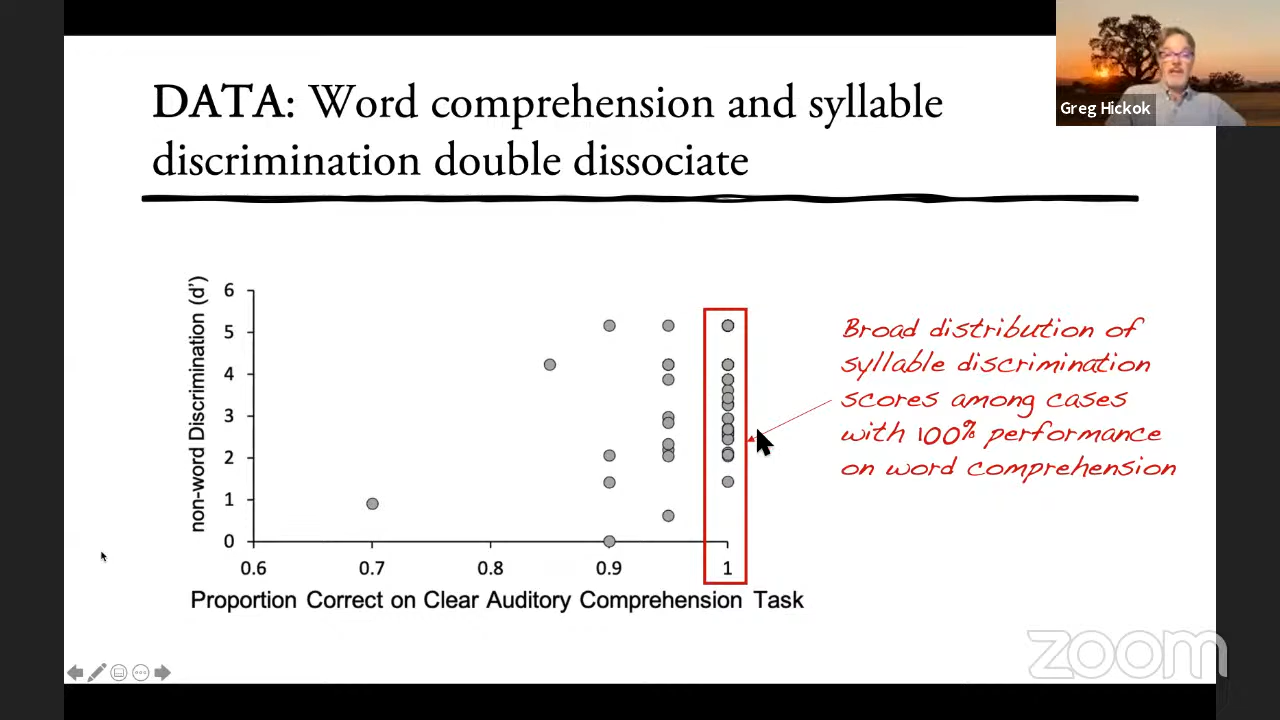 DATA: Word comprehension and syllable
discrimination double dissociate
Greg Hickok
non-word Discrimination (d')
6
5
4
3
2
1
0
0.6
0.7
0.8
0.9
1
Proportion Correct on Clear Auditory Comprehension Task
Broad distribution of
syllable discrimination
scores among cases
with 100% performance
on word comprehension
zoom